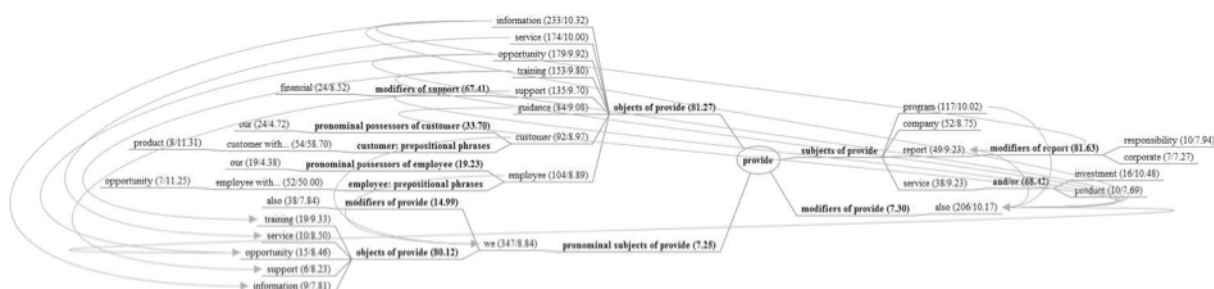 information (233/10.32)
service (174/10.00)
opportunity (179/9.92)
training (153/9.80)
support (135/9.70)
financial (24/8.52) modifiers of support (67.41)
guidance (84/9.08)
objects of provide (81.27)
our (24/4.72) pronominal possessors of customer (33.70)
customer (92/8.97)
product (8/11.31) customer with... (54/58.70) customer: prepositional phrases
our (19/4.38) pronominal possessors of employee (19.23)
employee (104/8.89)
opportunity (7/11.25) employee with... (52/50.00) employee: prepositional phrases
also (38/7.84) modifiers of provide (14.99)
training (19/9.33)
service (10/8.50)
opportunity (15/8.46)
support (6/8.23)
information (9/7.81)
objects of provide (80.12)
we (347/8.84) pronominal subjects of provide (7.25)
provide
subjects of provide
program (117/10.02)
company (52/8.75)
report (49/9.23) modifiers of report (81.63)
responsibility (10/7.94)
corporate (7/7.27)
service (38/9.23) and/or (68.42)
investment (16/10.48)
product (10/7.69)
modifiers of provide (7.30) also (206/10.17)